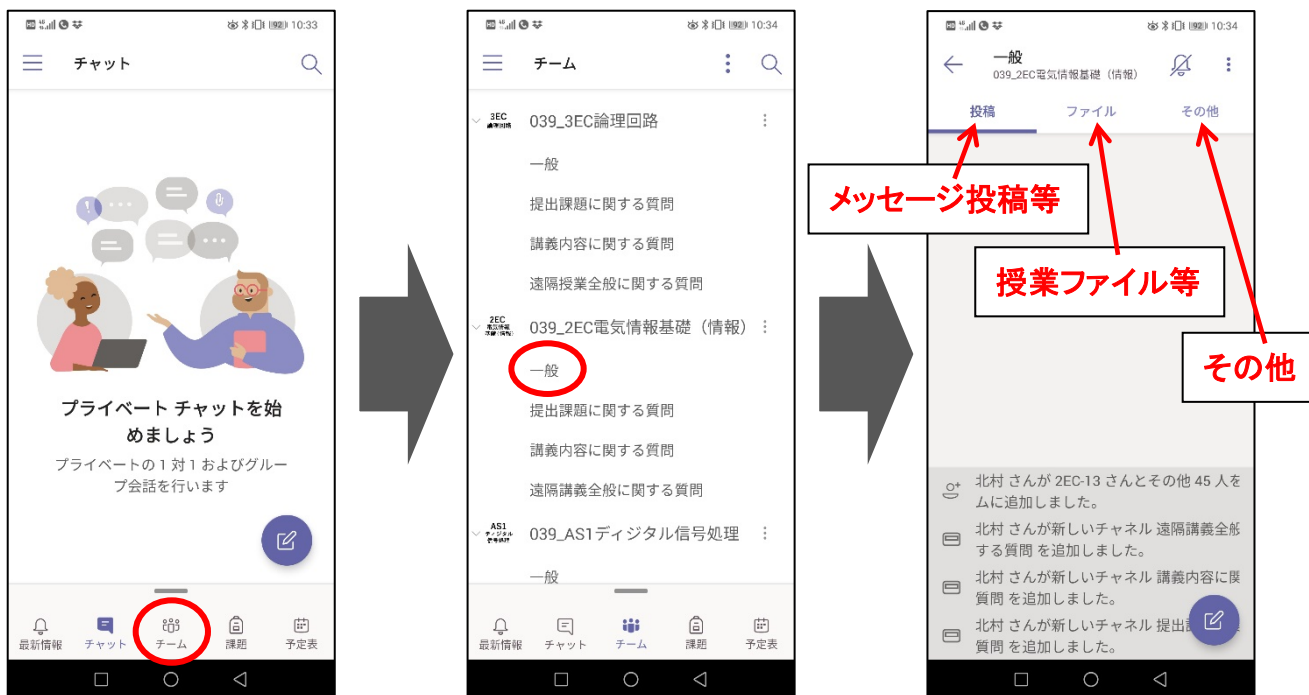 10:33
チャット
プライベート チャットを始
めましょう
プライベートの 1 対 1 およびグルー
プ会話を行います
最新情報
チャット
チーム
課題
予定表
10:34
チーム
3EC
論理回路
039_3EC論理回路
一般
提出課題に関する質問
講義内容に関する質問
遠隔授業全般に関する質問
2EC
039_2EC電気情報基礎（情報）
一般
提出課題に関する質問
講義内容に関する質問
遠隔講義全般に関する質問
AS1
ディジタル
信号処理
039_AS1ディジタル信号処理
一般
最新情報
チャット
チーム
課題
予定表
10:34
一般
039_2EC電気情報基礎（情報）
投稿
ファイル
その他
メッセージ投稿等
授業ファイル等
その他
北村 さんが 2EC-13 さんとその他 45 人を
ムに追加しました。
北村 さんが新しいチャネル 遠隔講義全般
する質問 を追加しました。
北村 さんが新しいチャネル 講義内容に関
質問 を追加しました。
北村 さんが新しいチャネル 提出
質問 を追加しました。